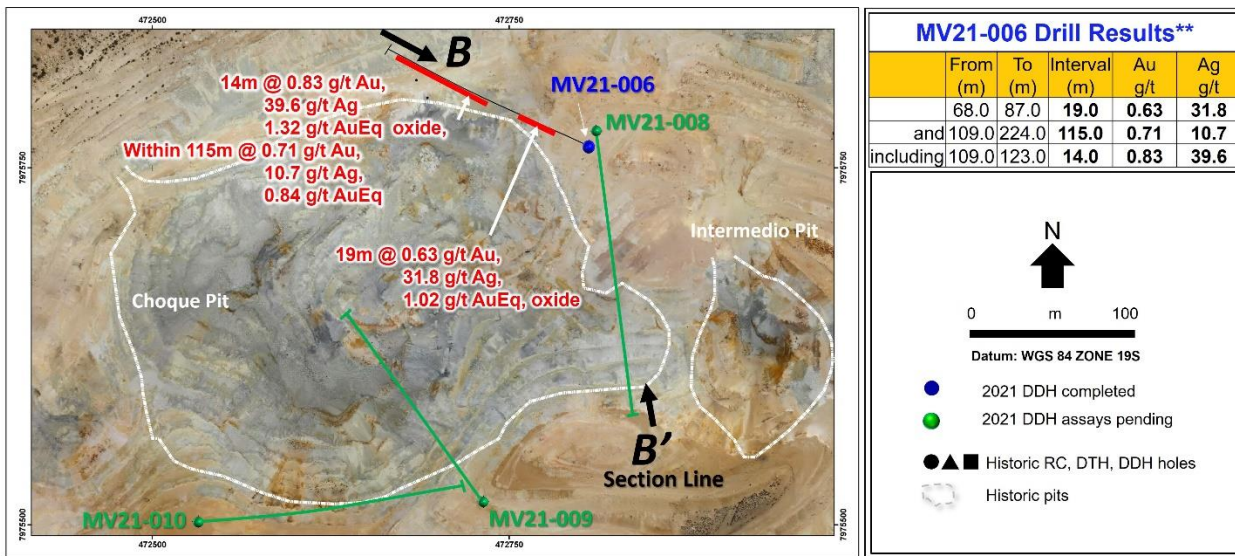 472500
472750
B
14m @ 0.83 g/t Au,
39.6 g/t Ag
1.32 g/t AuEq oxide,
Within 115m @ 0.71 g/t Au,
10.7 g/t Ag,
0.84 g/t AuEq
MV21-006
MV21-008
7975750
7975750
Intermedio Pit
19m @ 0.63 g/t Au,
31.8 g/t Ag,
1.02 g/t AuEq, oxide
Choque Pit
B’
Section Line
MV21-010
MV21-009
7975500
7975500
472500
472750
MV21-006 Drill Results**
From (m) To (m) Interval (m) Au g/t Ag g/t
68.0 87.0 19.0 0.63 31.8
and 109.0 224.0 115.0 0.71 10.7
including 109.0 123.0 14.0 0.83 39.6
N
0 m 100
Datum: WGS 84 ZONE 19S
2021 DDH completed
2021 DDH assays pending
Historic RC, DTH, DDH holes
Historic pits